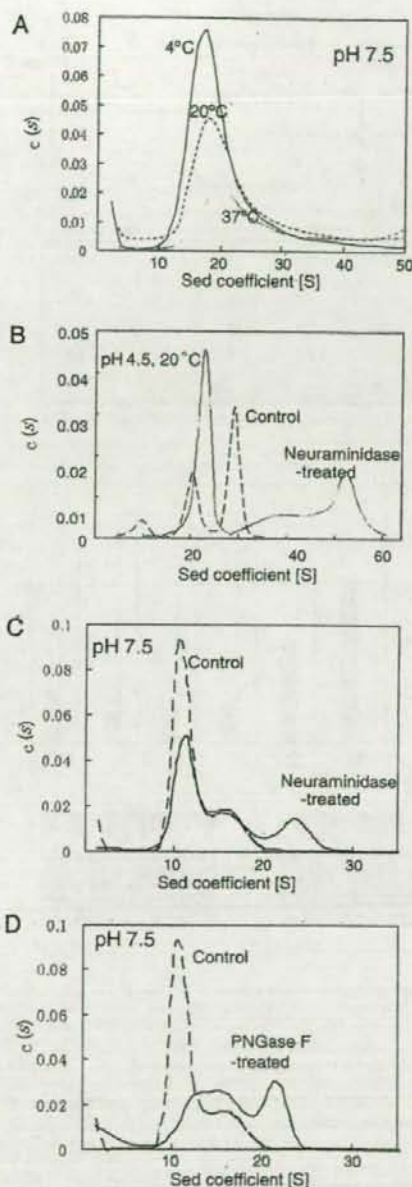 A
0.08
0.07
0.06
0.05
0.04
0.03
0.02
0.01
0
c (s)
4°C
20°C
37°C
pH 7.5
10 20 30 40 50
Sed coefficient [S]
B
0.05
0.04
0.03
0.02
0.01
0
c (s)
pH 4.5, 20°C
Control
Neuraminidase
-treated
20 40 60
Sed coefficient [S]
C
0.1
0.08
0.06
0.04
0.02
0
c (s)
pH 7.5
Control
Neuraminidase
-treated
10 20 30
Sed coefficient [S]
D
0.1
0.08
0.06
0.04
0.02
0
c (s)
pH 7.5
Control
PNGase F
-treated
10 20 30
Sed coefficient [S]